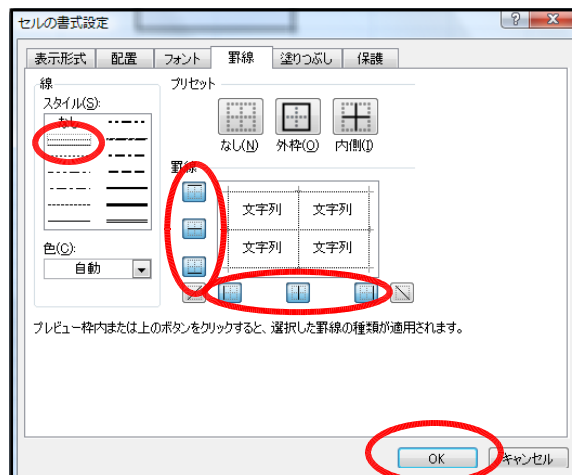 セルの書式設定
表示形式 配置 フォント 罫線 塗りつぶし 保護
線
スタイル(S):
なし
色(C):
自動
プリセット
なし(N) 外枠(O) 内側(I)
罫線
文字列 文字列
文字列 文字列
プレビュー枠内または上のボタンをクリックすると、選択した罫線の種類が適用されます。
OK キャンセル